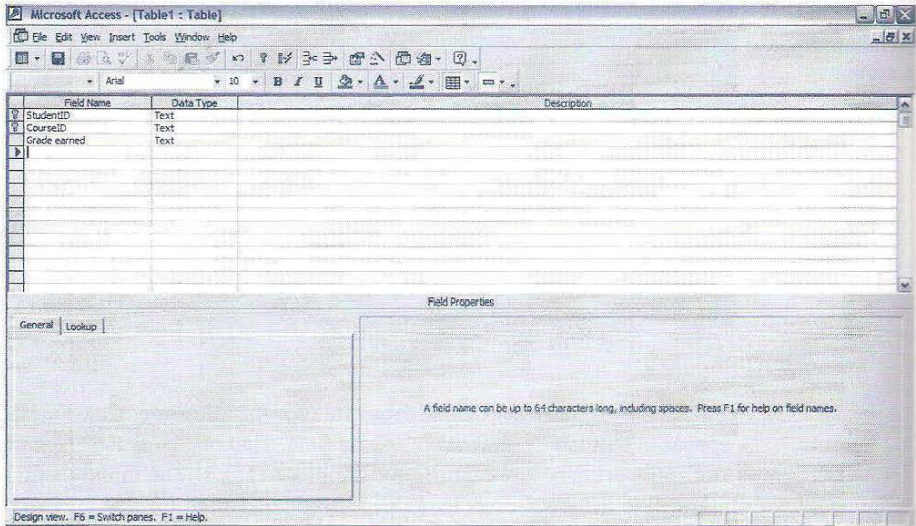 Microsoft Access - [Table1 : Table]
File Edit View Insert Tools Window Help
Arial 10 B I U A
Field Name Data Type Description
StudentID Text
CourseID Text
Grade earned Text
Field Properties
General Lookup
A field name can be up to 64 characters long, including spaces. Press F1 for help on field names.
Design view. F6 = Switch panes. F1 = Help.